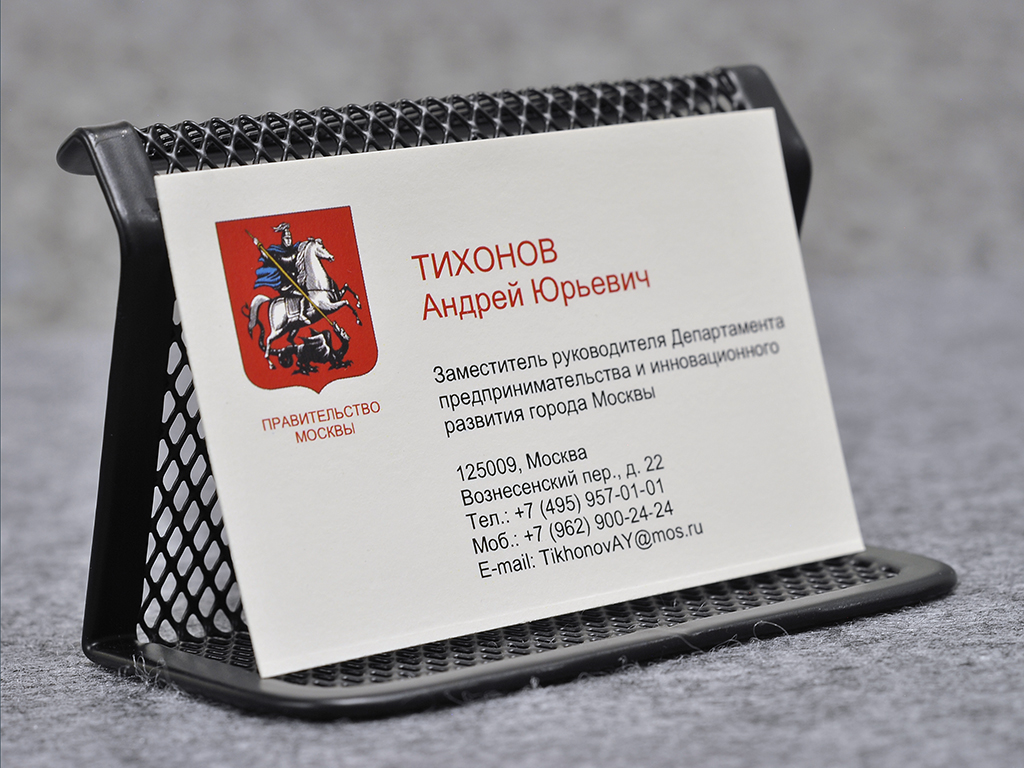 ПРАВИТЕЛЬСТВО
МОСКВЫ
ТИХОНОВ
Андрей Юрьевич
Заместитель руководителя Департамента
предпринимательства и инновационного
развития города Москвы
125009, Москва
Вознесенский пер., д. 22
Тел.: +7 (495) 957-01-01
Моб.: +7 (962) 900-24-24
E-mail: TikhonovAY@mos.ru